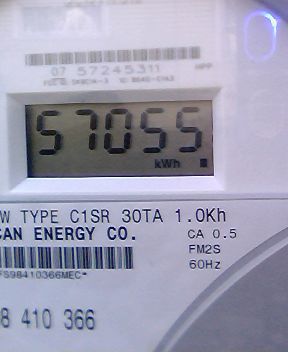 07 57245311
57055
kWh
W TYPE C1SR 30TA 1.0Kh
CAN ENERGY CO.
CA 0.5
FM2S
60Hz
FS98410366MEC*
8 410 366